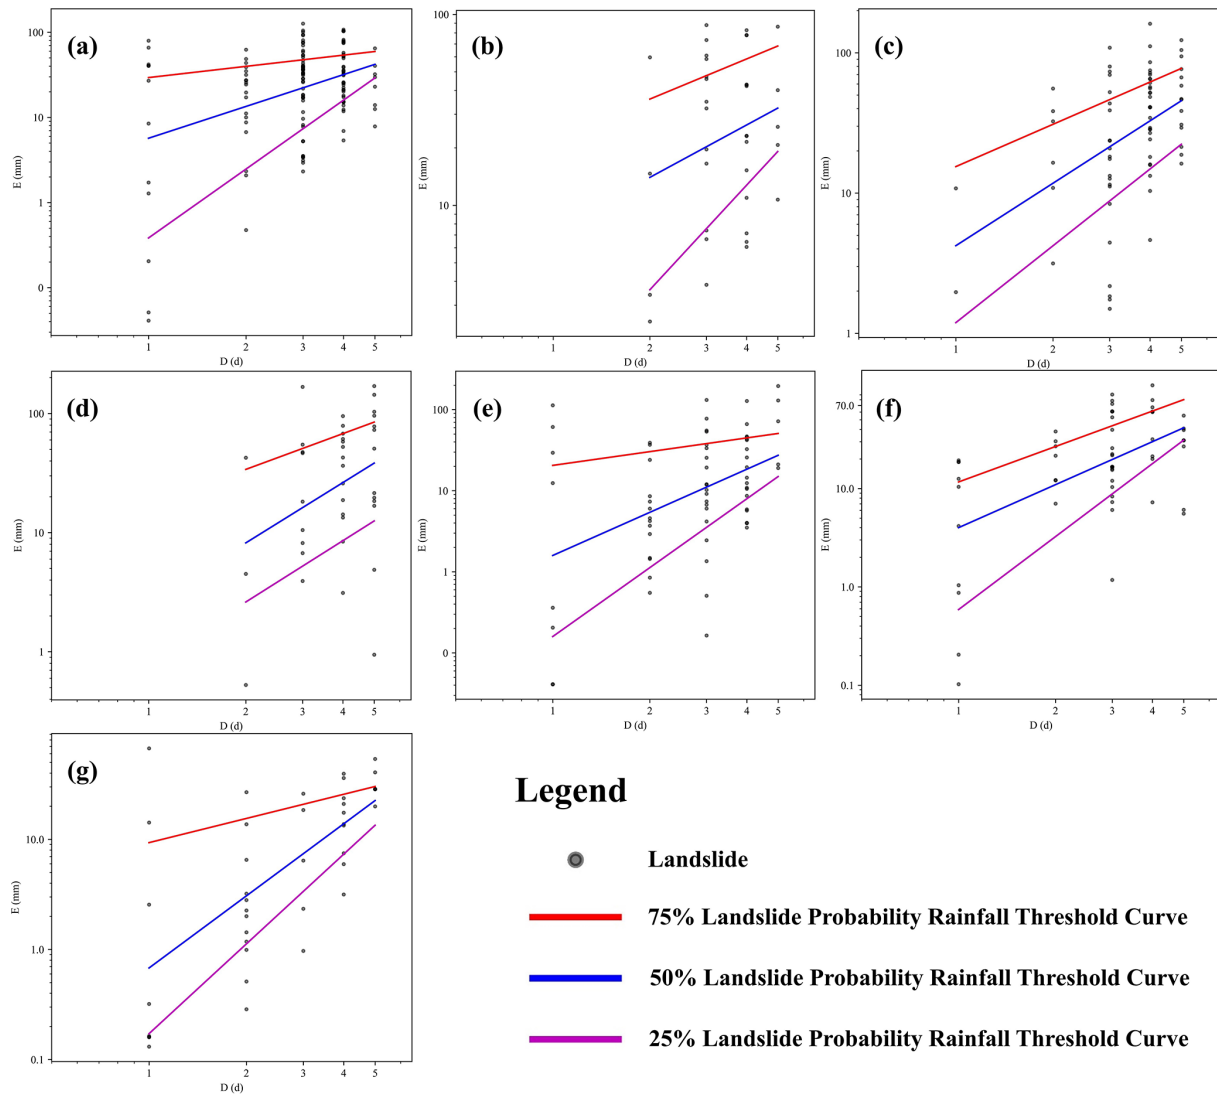 (a)
100
10
1
0
E (mm)
1
2
3
4
5
D (d)
(b)
100
10
E (mm)
1
2
3
4
5
D (d)
(c)
100
10
1
E (mm)
1
2
3
4
5
D (d)
(d)
100
10
1
E (mm)
1
2
3
4
5
D (d)
(e)
100
10
1
0
E (mm)
1
2
3
4
5
D (d)
(f)
70.0
10.0
1.0
0.1
E (mm)
1
2
3
4
5
D (d)
(g)
10.0
1.0
0.1
E (mm)
1
2
3
4
5
D (d)
Legend
Landslide
75% Landslide Probability Rainfall Threshold Curve
50% Landslide Probability Rainfall Threshold Curve
25% Landslide Probability Rainfall Threshold Curve